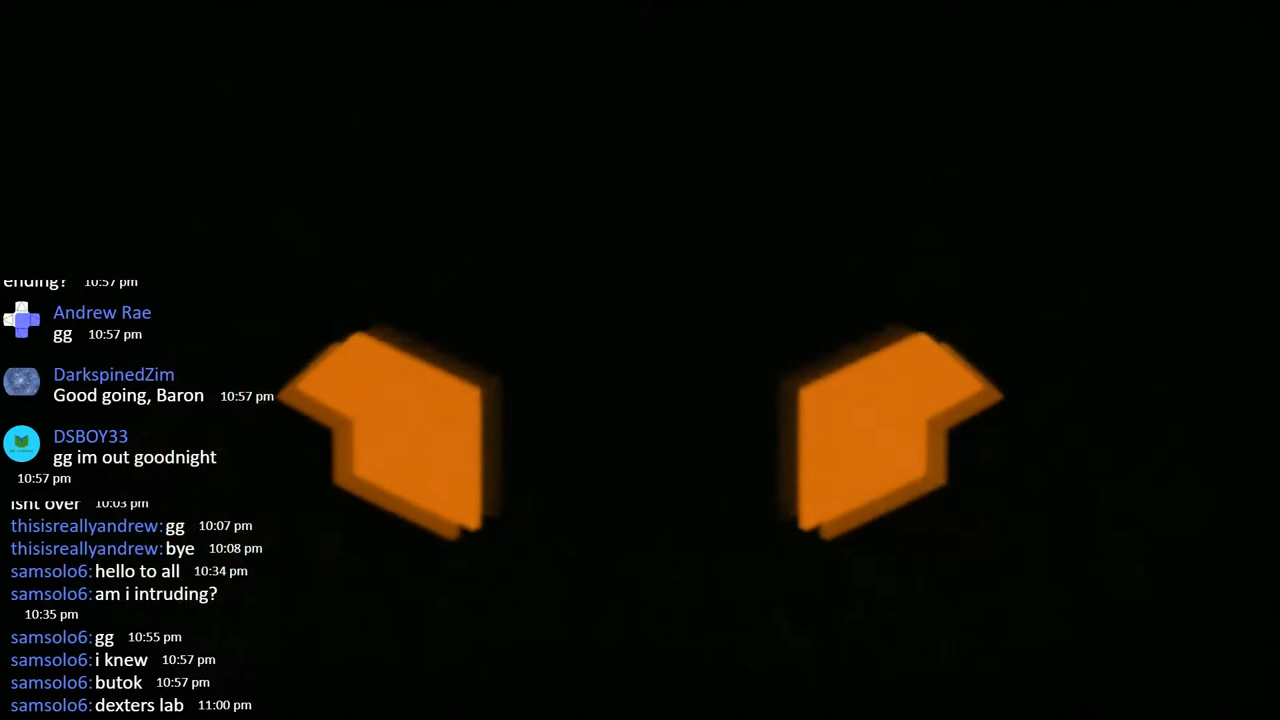 ending? 10:57 pm
Andrew Rae
gg 10:57 pm
DarkspinedZim
Good going, Baron 10:57 pm
DSBOY33
gg im out goodnight
10:57 pm
isnt over 10:03 pm
thisisreallyandrew: gg 10:07 pm
thisisreallyandrew: bye 10:08 pm
samsolo6: hello to all 10:34 pm
samsolo6: am i intruding?
10:35 pm
samsolo6: gg 10:55 pm
samsolo6: i knew 10:57 pm
samsolo6: butok 10:57 pm
samsolo6: dexters lab 11:00 pm